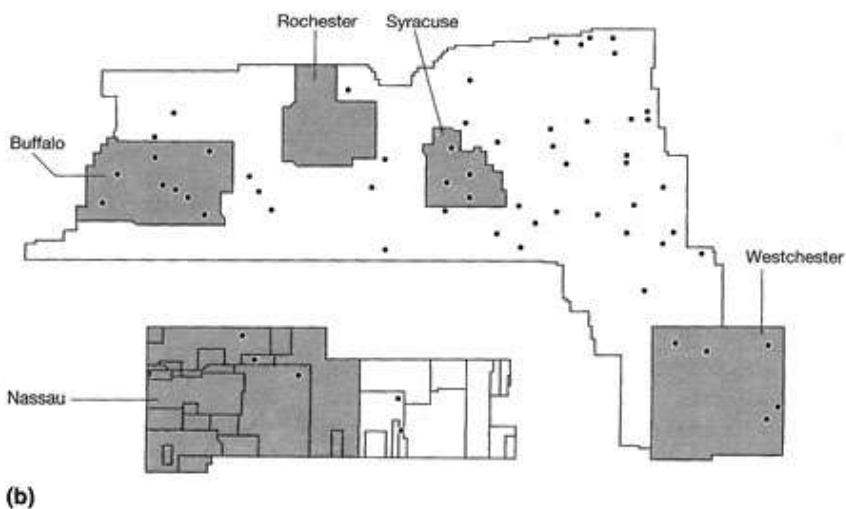 Rochester
Syracuse
Buffalo
Westchester
Nassau
(b)